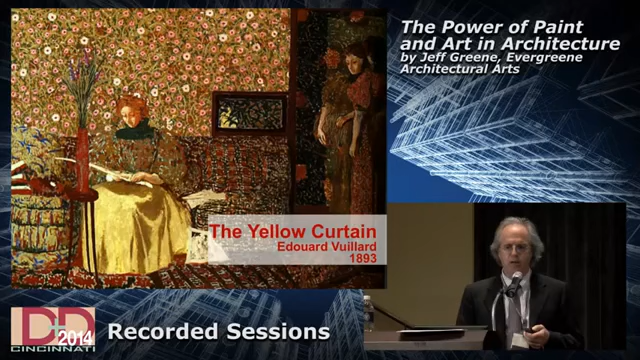 The Power of Paint
and Art in Architecture
by Jeff Greene, Evergreene
Architectural Arts
The Yellow Curtain
Edouard Vuillard
1893
D+D
2014
CINCINNATI
Recorded Sessions